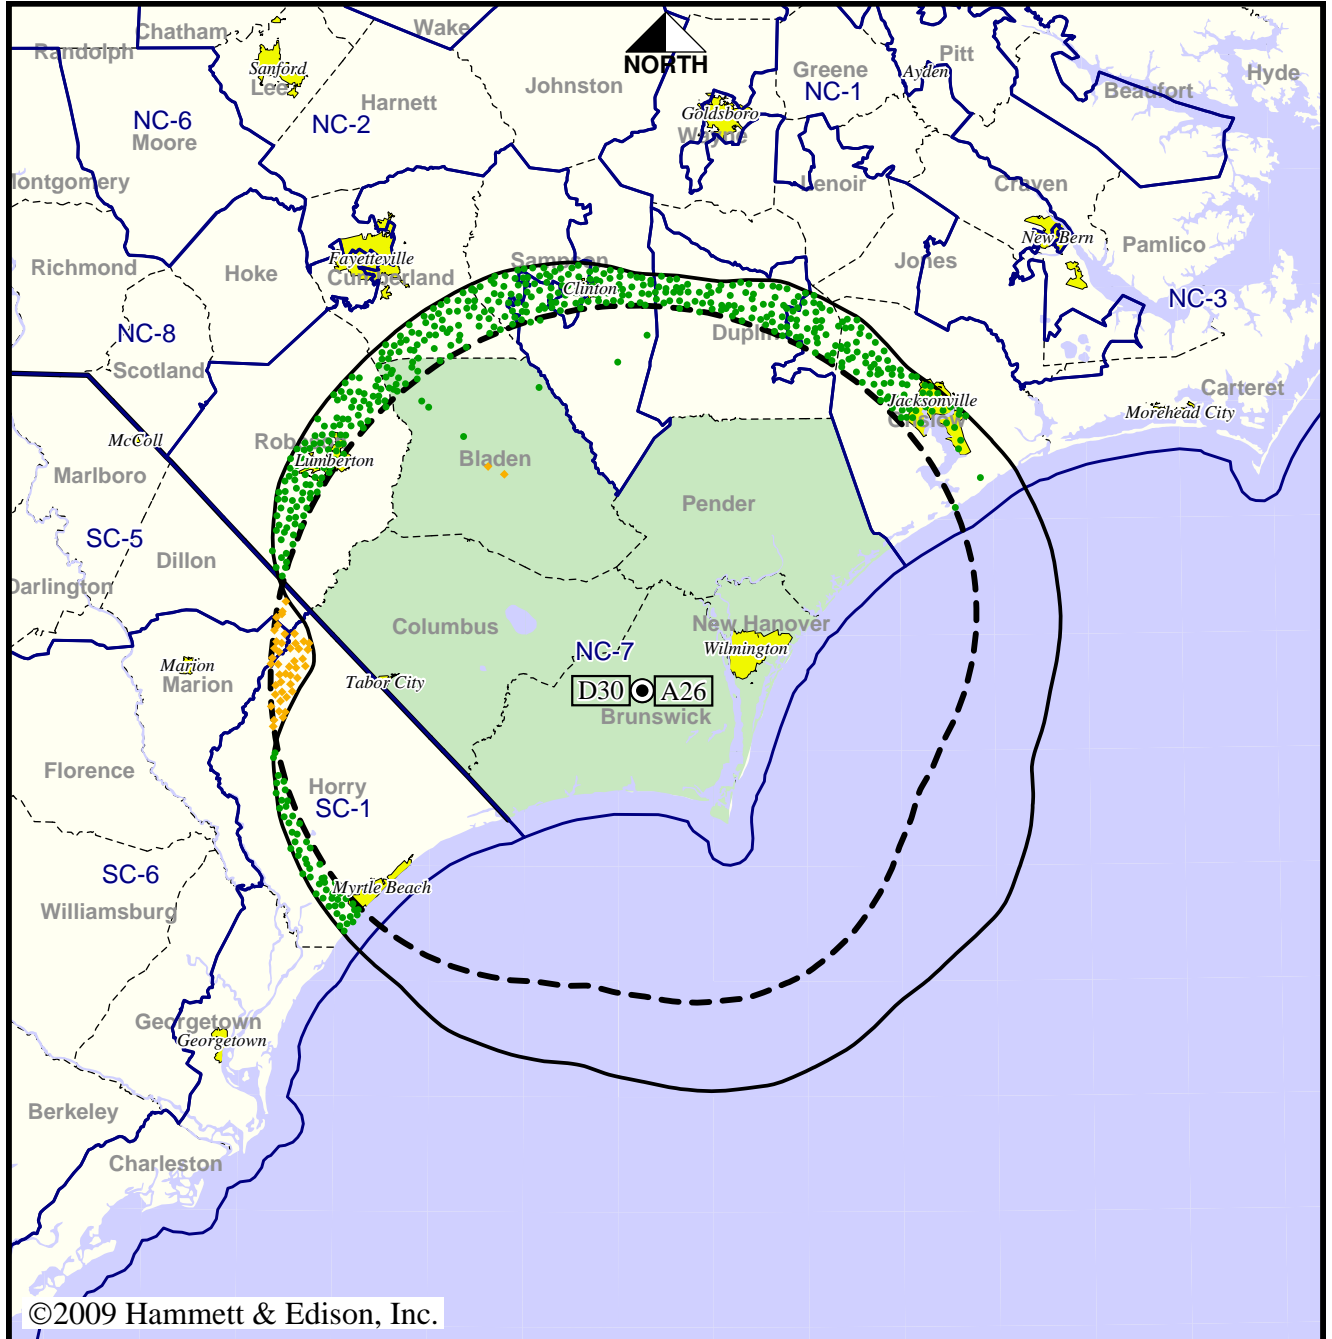 Chatham
Wake
Randolph
Sanford
Lee
Harnett
NORTH
Johnston
Greene
NC-1
Pitt
Ayden
Hyde
Beaufort
NC-6
Moore
NC-2
Goldsboro
Wayne
Lenoir
Craven
Montgomery
New Bern
Pamlico
Richmond
Hoke
Fayetteville
Cumberland
Sampson
Clinton
Jones
NC-3
NC-8
Scotland
Duplin
Jacksonville
Onslow
Carteret
Morehead City
McColl
Robeson
Lumberton
Marlboro
Bladen
Pender
SC-5
Dillon
Darlington
Columbus
New Hanover
Wilmington
NC-7
Marion
Marion
Tabor City
D30
A26
Brunswick
Florence
Horry
SC-1
SC-6
Williamsburg
Myrtle Beach
Georgetown
Georgetown
Berkeley
Charleston
©2009 Hammett & Edison, Inc.